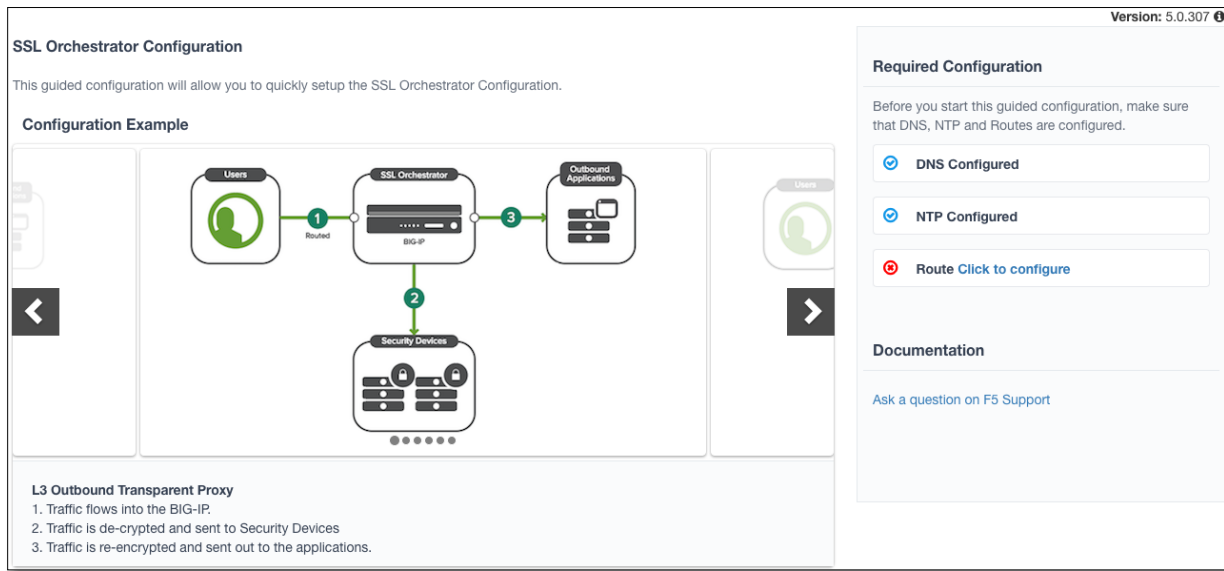 Version: 5.0.307
SSL Orchestrator Configuration
This guided configuration will allow you to quickly setup the SSL Orchestrator Configuration.
Configuration Example
Users
SSL Orchestrator
Outbound
Applications
Users
1
Routed
3
BIG-IP
2
Security Devices
L3 Outbound Transparent Proxy
1. Traffic flows into the BIG-IP.
2. Traffic is de-crypted and sent to Security Devices
3. Traffic is re-encrypted and sent out to the applications.
Required Configuration
Before you start this guided configuration, make sure
that DNS, NTP and Routes are configured.
DNS Configured
NTP Configured
Route Click to configure
Documentation
Ask a question on F5 Support